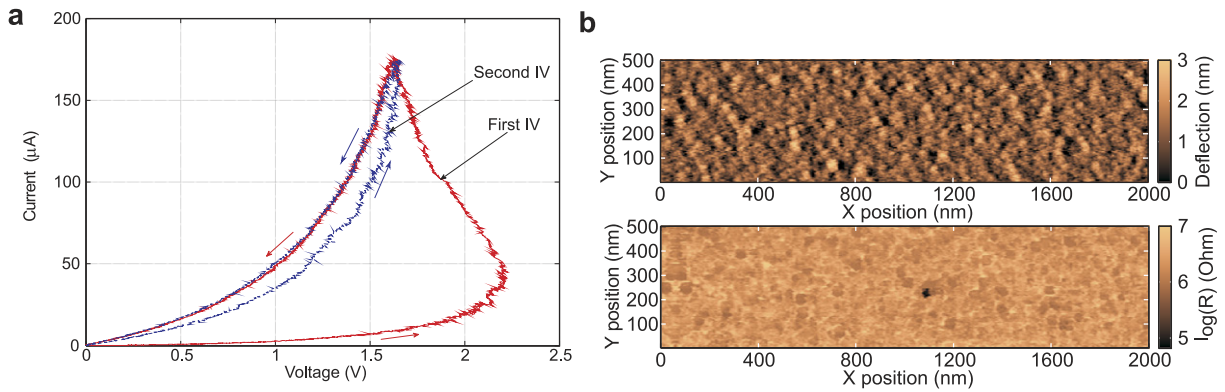 a
Current (μA)
200
150
100
50
0
0 0.5 1 1.5 2 2.5
Voltage (V)
Second IV
First IV
b
Y position (nm)
500
400
300
200
100
0 400 800 1200 1600 2000
X position (nm)
3
2
1
0
Deflection (nm)
Y position (nm)
500
400
300
200
100
0 400 800 1200 1600 2000
X position (nm)
7
6
5
log(R) (Ohm)